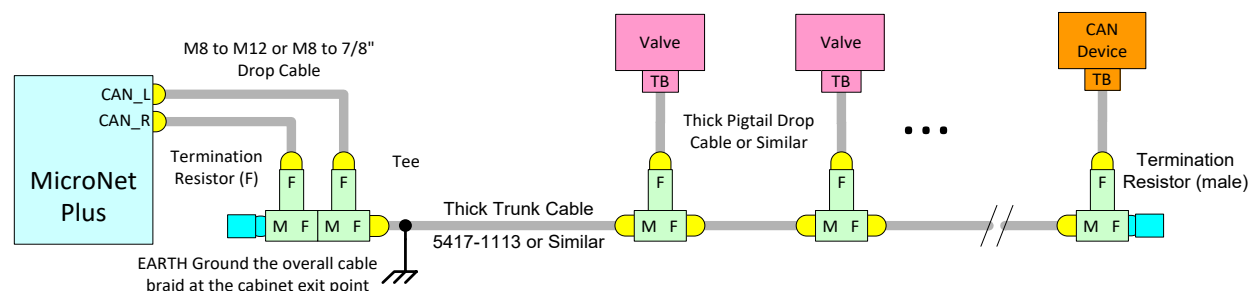 M8 to M12 or M8 to 7/8"
Drop Cable
CAN_L
CAN_R
MicroNet
Plus
Termination
Resistor (F)
Tee
F
F
M F
M F
EARTH Ground the overall cable
braid at the cabinet exit point
Thick Trunk Cable
5417-1113 or Similar
Valve
TB
Valve
TB
CAN
Device
TB
Thick Pigtail Drop
Cable or Similar
...
F
M F
F
M F
F
M F
Termination
Resistor (male)